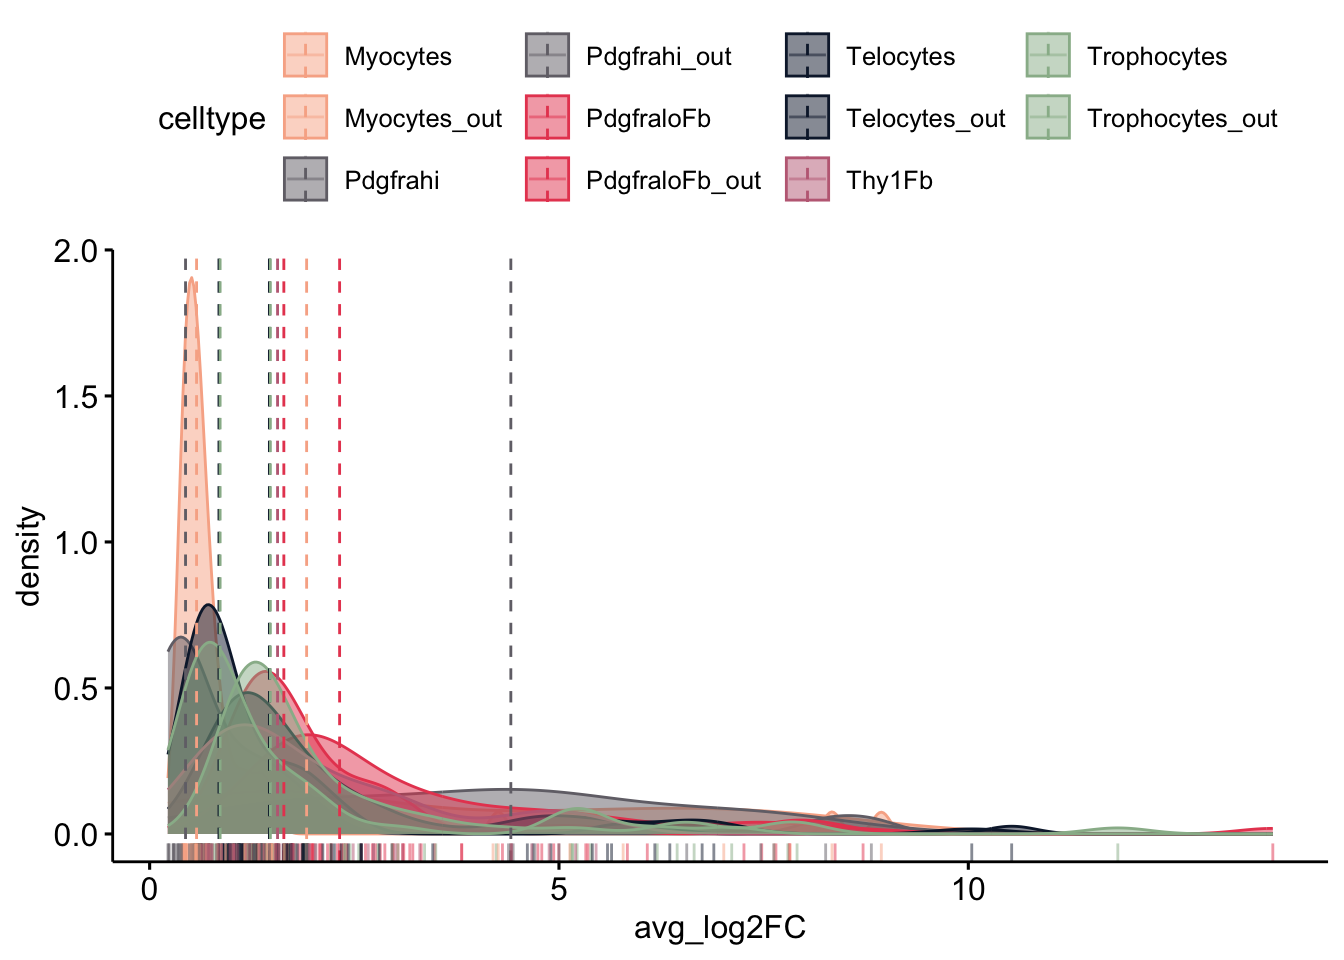 Myocytes Pdgfrahi_out Telocytes Trophocytes
celltype Myocytes_out PdgfraloFb Telocytes_out Trophocytes_out
Pdgfrahi PdgfraloFb_out Thy1Fb
2.0
1.5
1.0
0.5
0.0
density
0 5 10
avg_log2FC